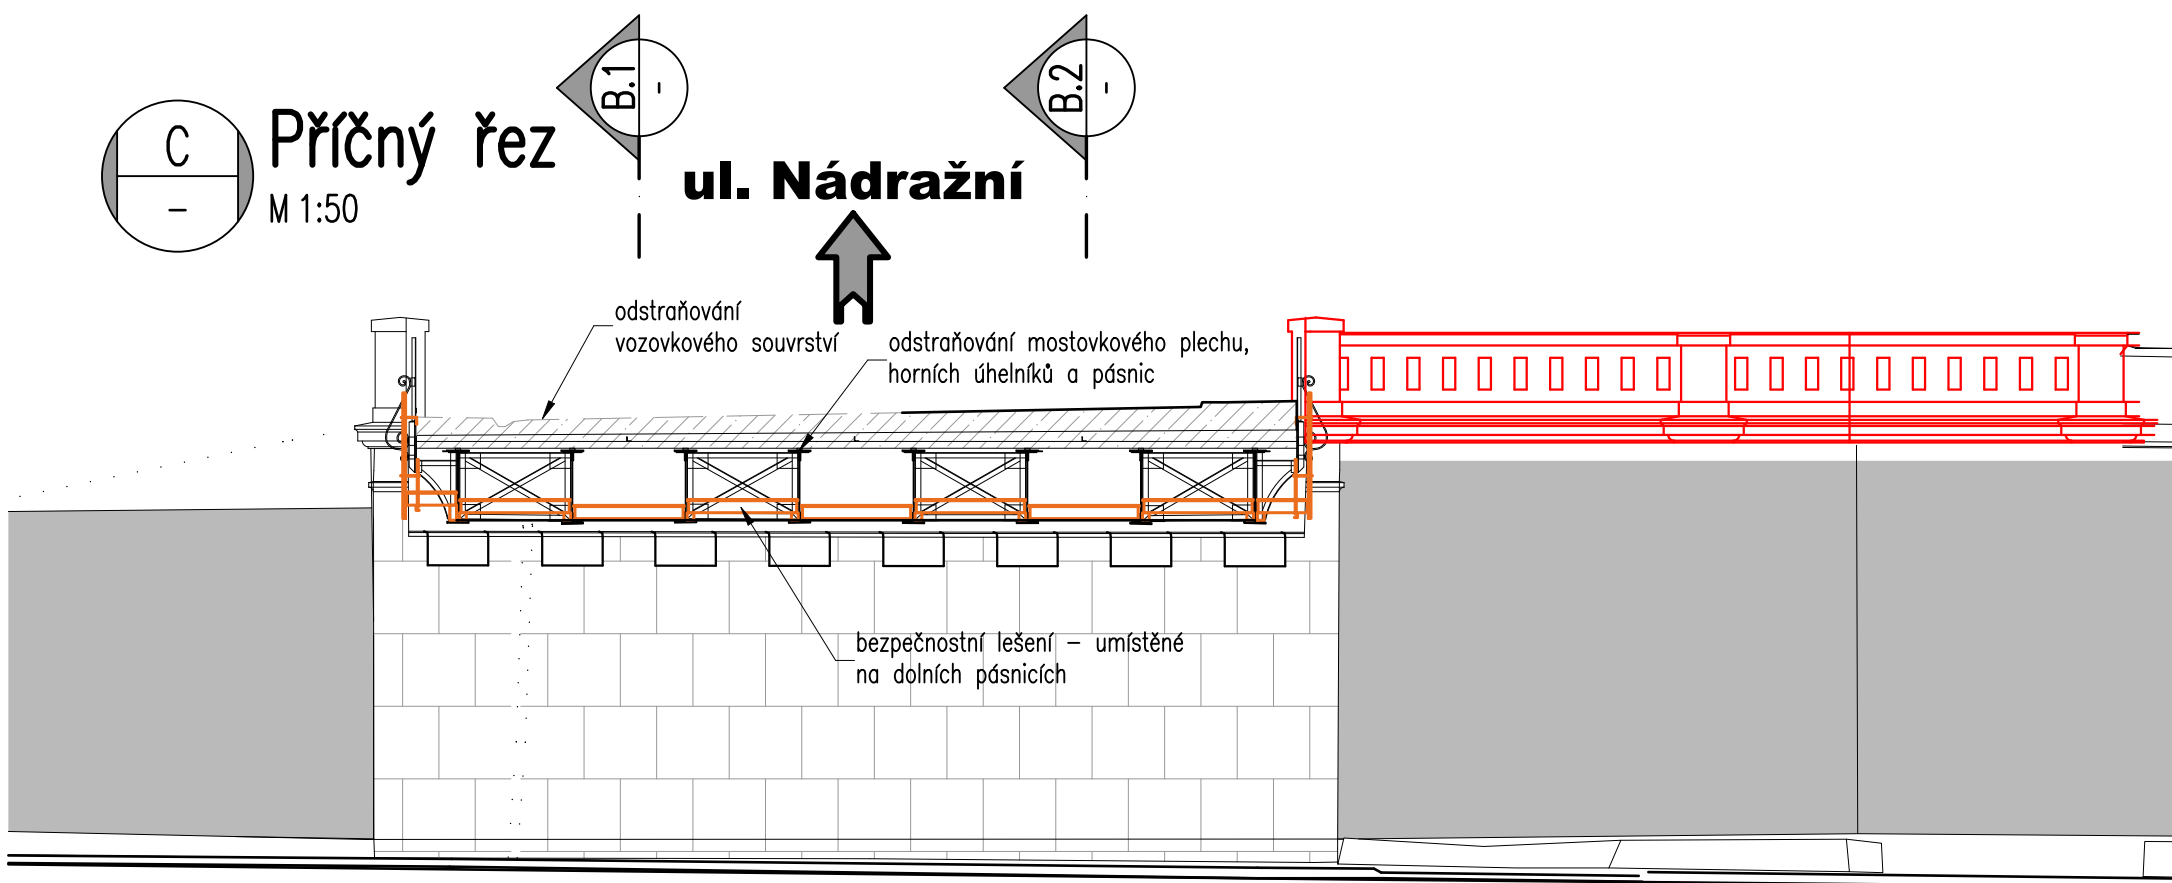 B.1
-
B.2
-
C
-
Příčný řez
M 1:50
ul. Nádražní
odstraňování
vozovkového souvrství
odstraňování mostovkového plechu,
horních úhelníků a pásnic
bezpečnostní lešení – umístěné
na dolních pásnicích